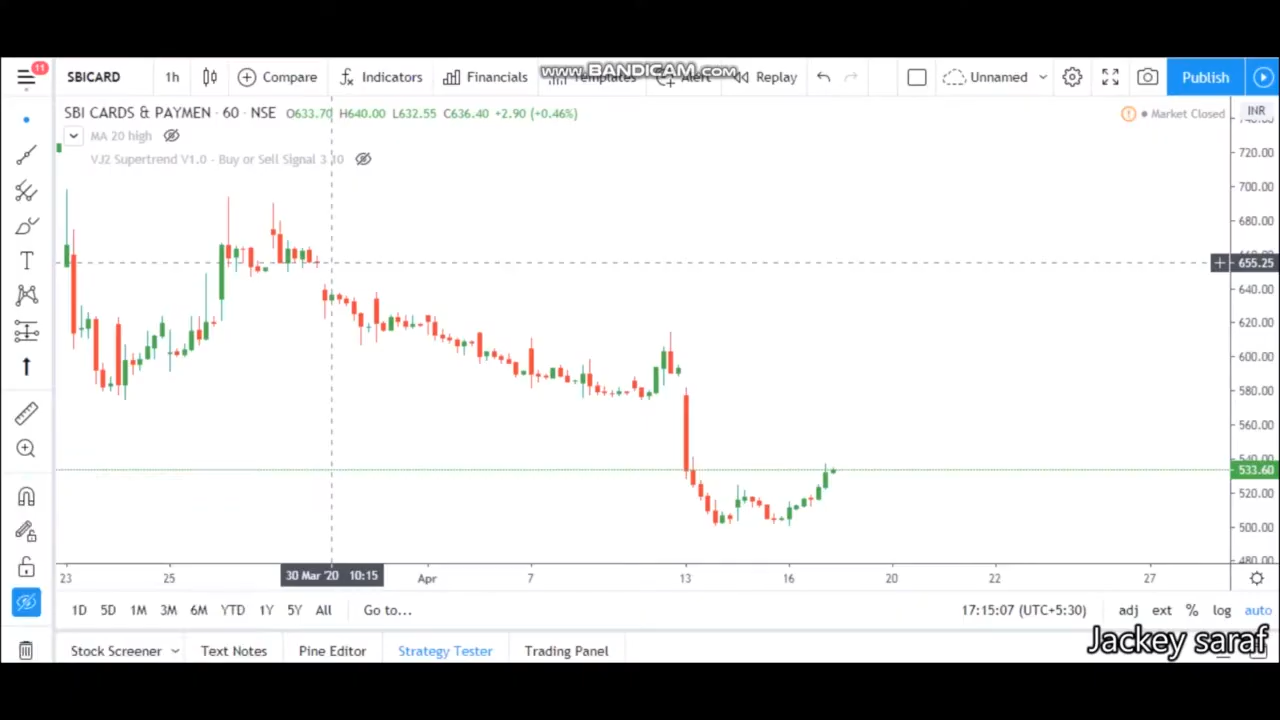 www.BANDICAM.com
11
SBICARD 1h Compare Indicators Financials Templates Alert Replay Unnamed Publish
SBI CARDS & PAYMEN · 60 · NSE O633.70 H640.00 L632.55 C636.40 +2.90 (+0.46%) Market Closed INR
MA 20 high
VJ2 Supertrend V1.0 - Buy or Sell Signal 3 10
720.00
700.00
680.00
655.25
640.00
620.00
600.00
580.00
560.00
540.00
533.60
520.00
500.00
480.00
23 25 30 Mar '20 10:15 Apr 7 13 16 20 22 27
1D 5D 1M 3M 6M YTD 1Y 5Y All Go to... 17:15:07 (UTC+5:30) adj ext % log auto
Jackey saraf
Stock Screener Text Notes Pine Editor Strategy Tester Trading Panel